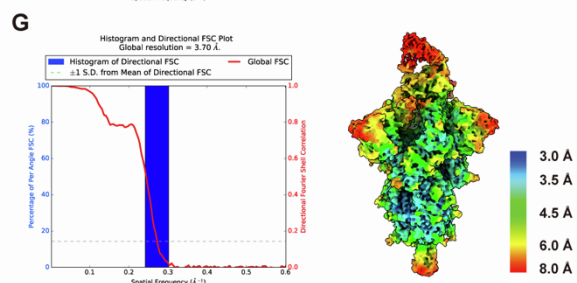 G
Histogram and Directional FSC Plot
Global resolution = 3.70 Å.
Histogram of Directional FSC
Global FSC
±1 S.D. from Mean of Directional FSC
Percentage of Per Angle FSC (%)
100
80
60
40
20
0
1.0
0.8
0.6
0.4
0.2
0.0
Directional Fourier Shell Correlation
0.1 0.2 0.3 0.4 0.5 0.6
Spatial Frequency (Å⁻¹)
3.0 Å
3.5 Å
4.5 Å
6.0 Å
8.0 Å